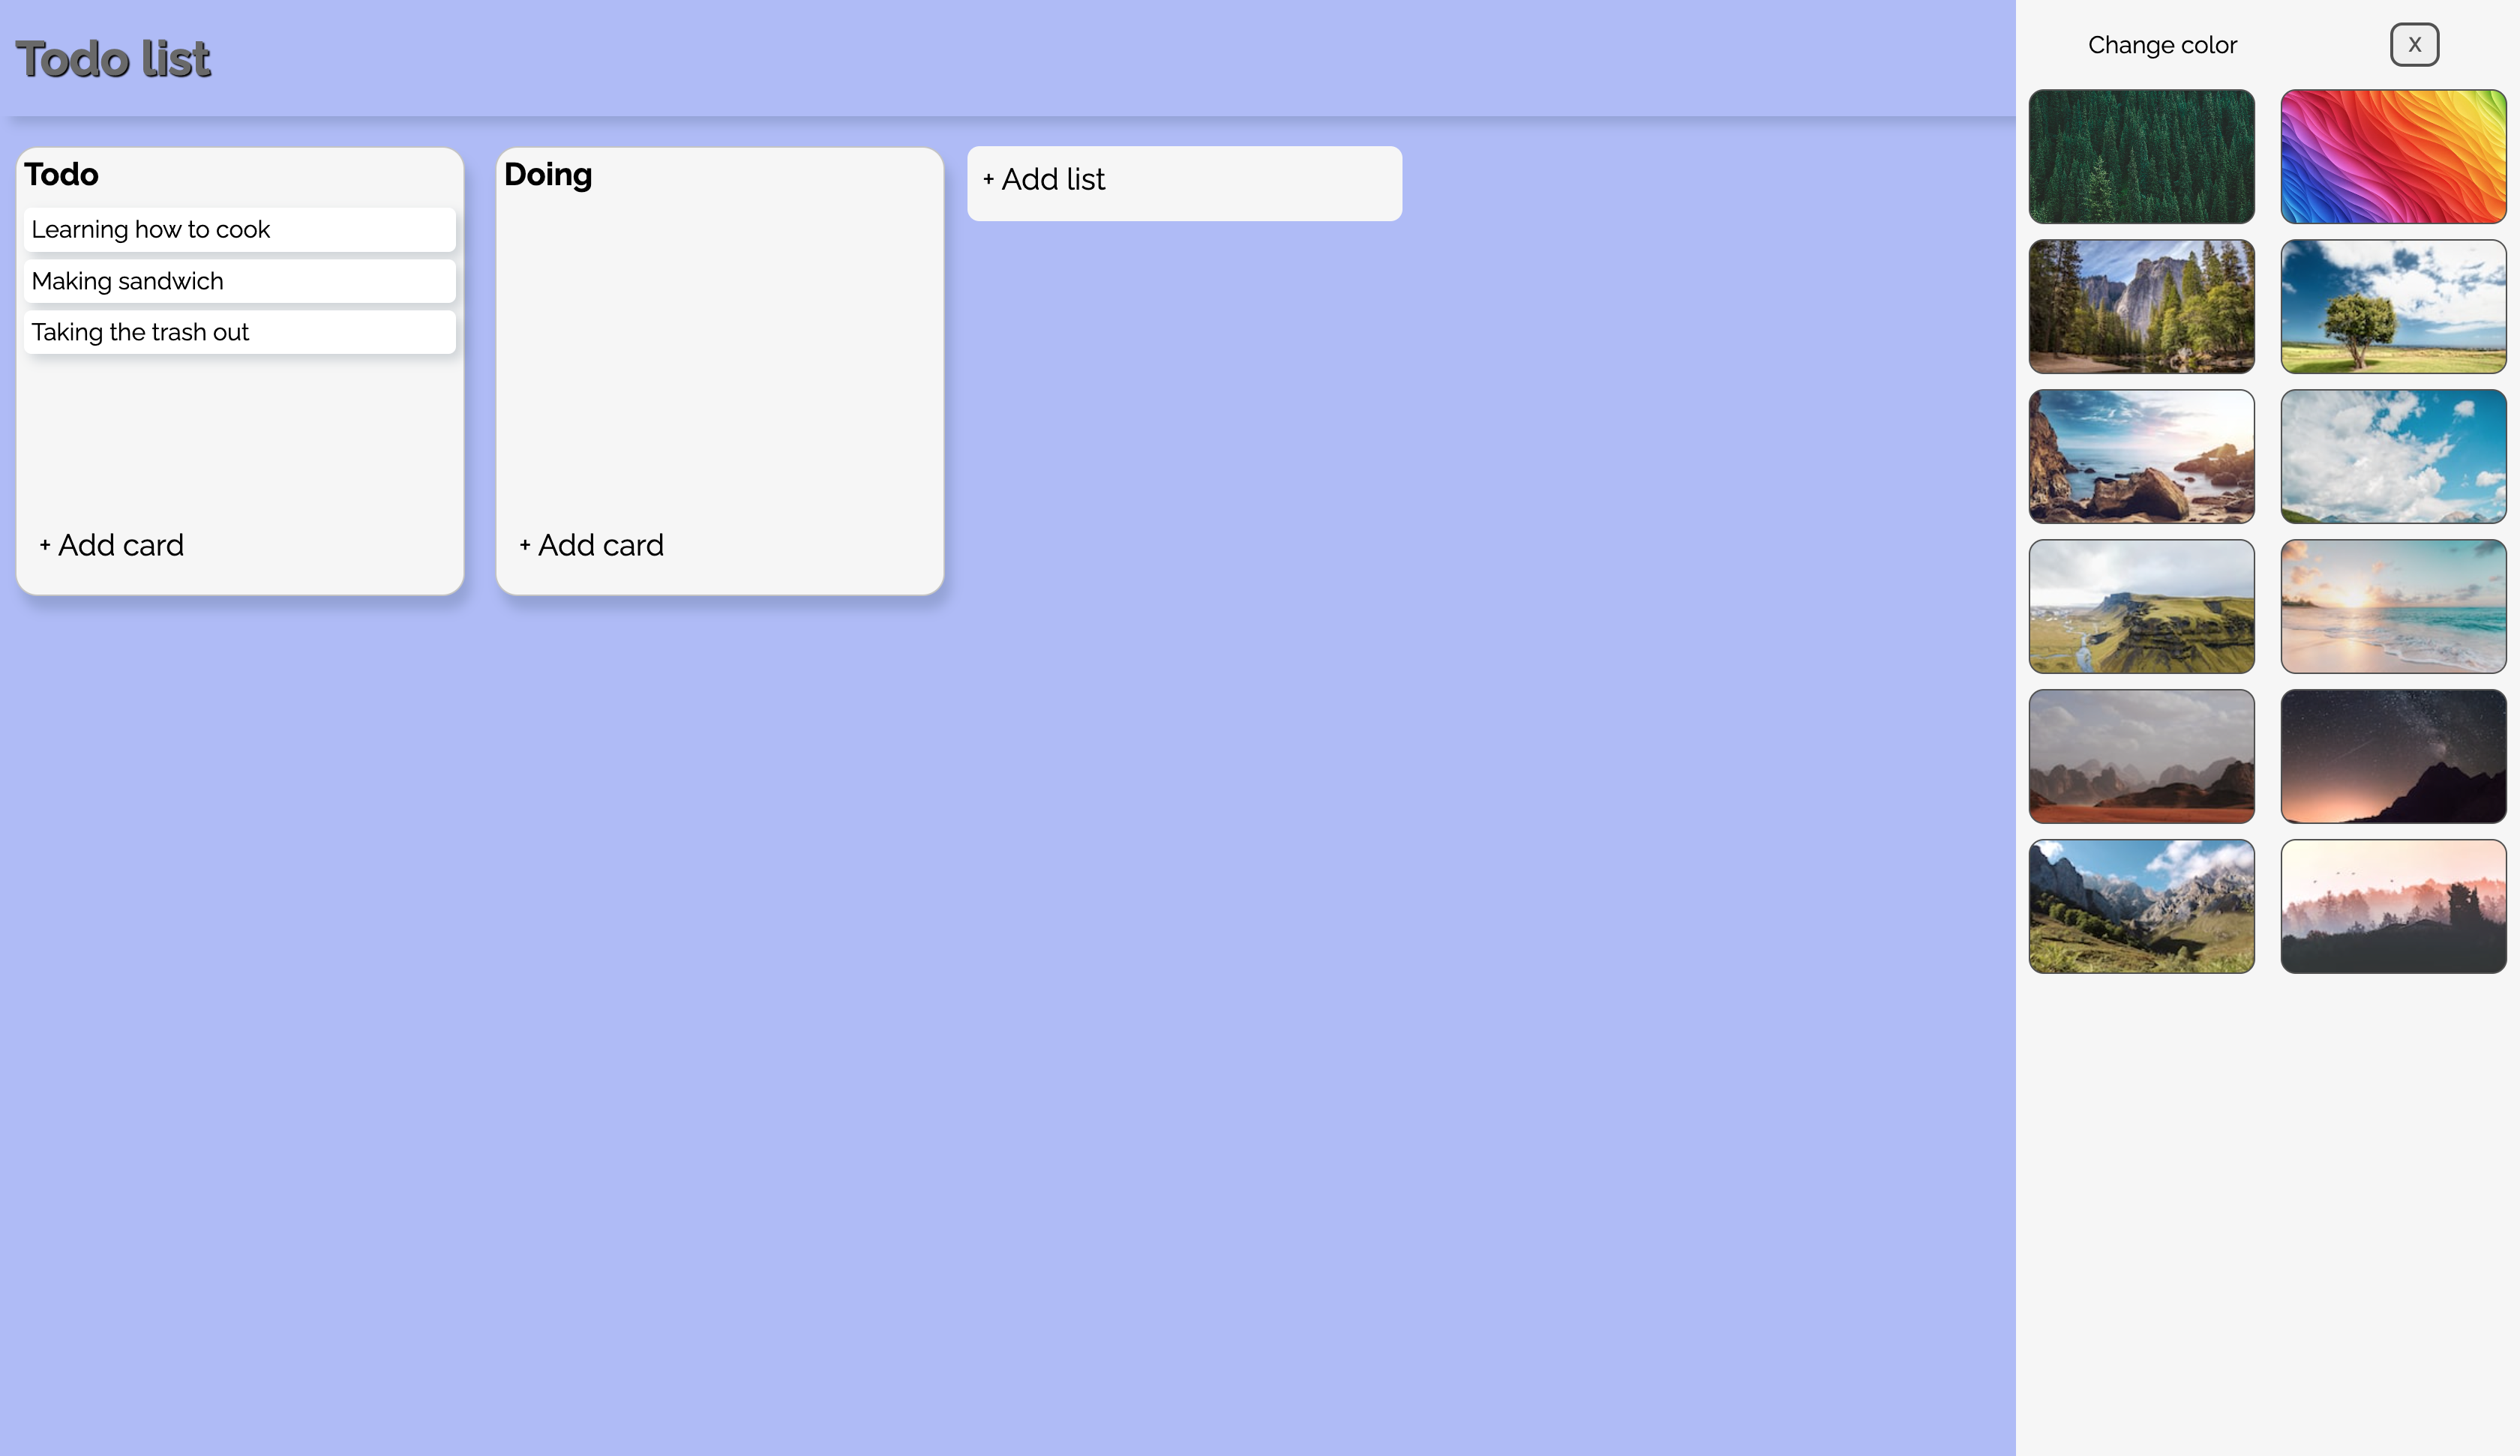 Todo list
Todo
Learning how to cook
Making sandwich
Taking the trash out
+ Add card
Doing
+ Add card
+ Add list
Change color
X